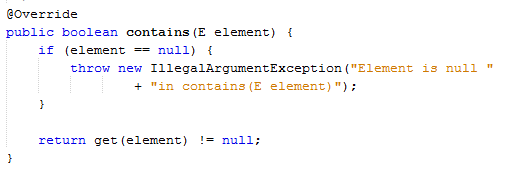 @Override
public boolean contains(E element) {
    if (element == null) {
        throw new IllegalArgumentException("Element is null "
                + "in contains(E element)");
    }

    return get(element) != null;
}